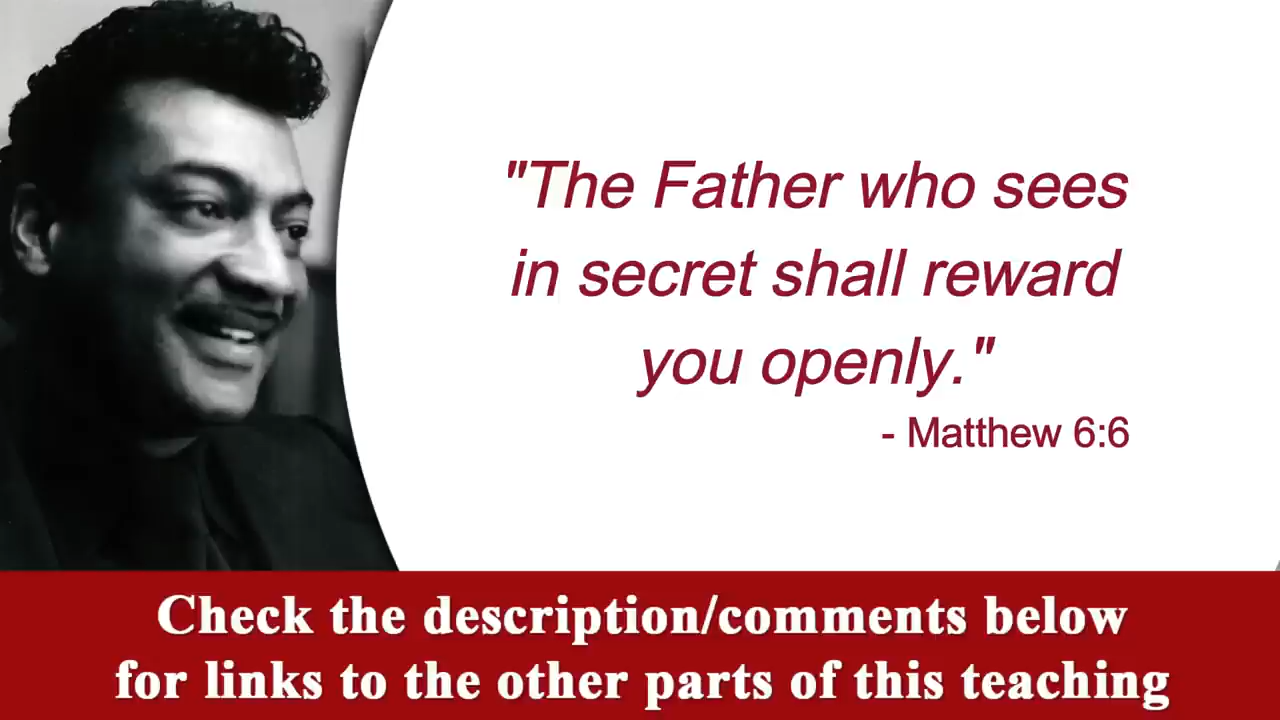 "The Father who sees
in secret shall reward
you openly."
- Matthew 6:6
Check the description/comments below
for links to the other parts of this teaching